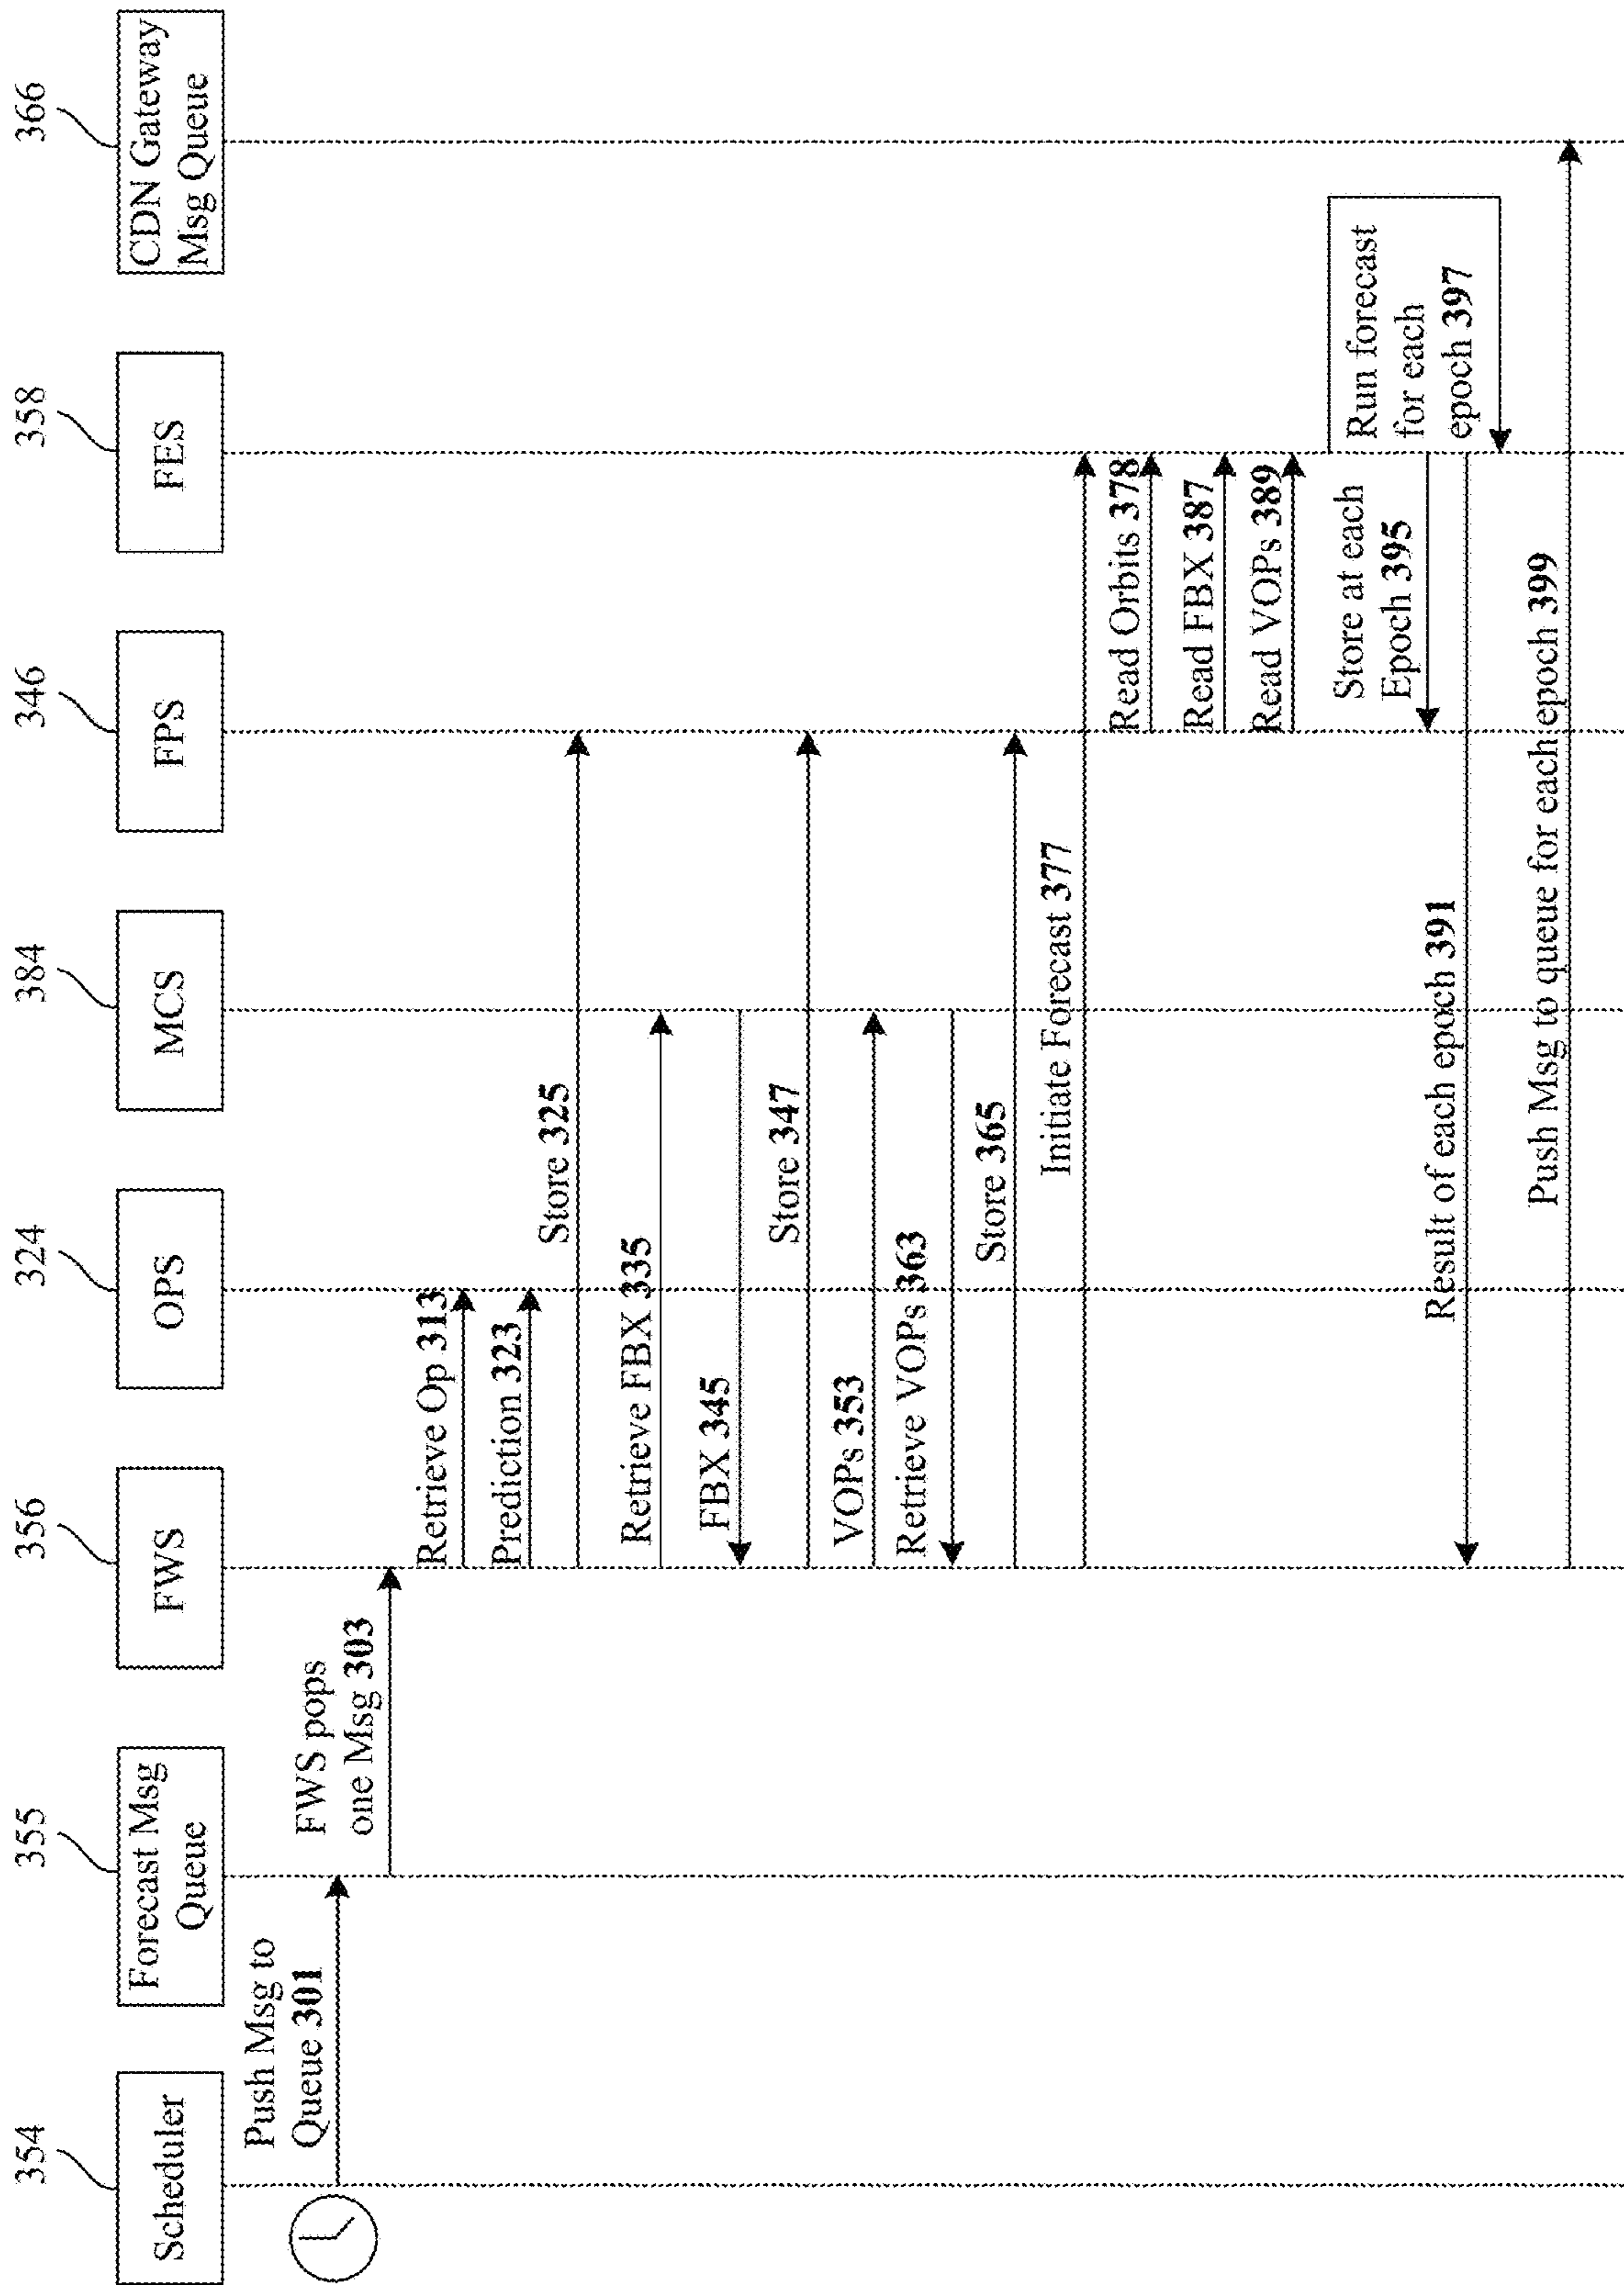 354
355
356
324
384
346
358
366
Scheduler
Forecast Msg
Queue
FWS
OPS
MCS
FPS
FES
CDN Gateway
Msg Queue
Push Msg to
Queue 301
FWS pops
one Msg 303
Retrieve Op 313
Prediction 323
Store 325
Retrieve FBX 335
FBX 345
Store 347
VOPs 353
Retrieve VOPs 363
Store 365
Initiate Forecast 377
Read Orbits 378
Read FBX 387
Read VOPs 389
Run forecast
for each
epoch 397
Store at each
Epoch 395
Result of each epoch 391
Push Msg to queue for each epoch 399